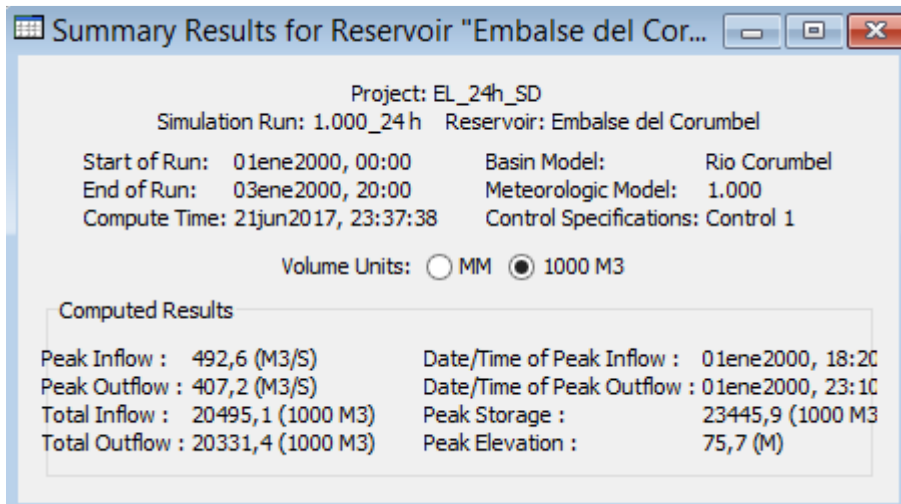 Summary Results for Reservoir "Embalse del Cor...
Project: EL_24h_SD
Simulation Run: 1.000_24 h Reservoir: Embalse del Corumbel
Start of Run: 01ene2000, 00:00 Basin Model: Rio Corumbel
End of Run: 03ene2000, 20:00 Meteorologic Model: 1.000
Compute Time: 21jun2017, 23:37:38 Control Specifications: Control 1
Volume Units: MM 1000 M3
Computed Results
Peak Inflow : 492,6 (M3/S) Date/Time of Peak Inflow : 01ene2000, 18:20
Peak Outflow : 407,2 (M3/S) Date/Time of Peak Outflow : 01ene2000, 23:10
Total Inflow : 20495,1 (1000 M3) Peak Storage : 23445,9 (1000 M3
Total Outflow : 20331,4 (1000 M3) Peak Elevation : 75,7 (M)